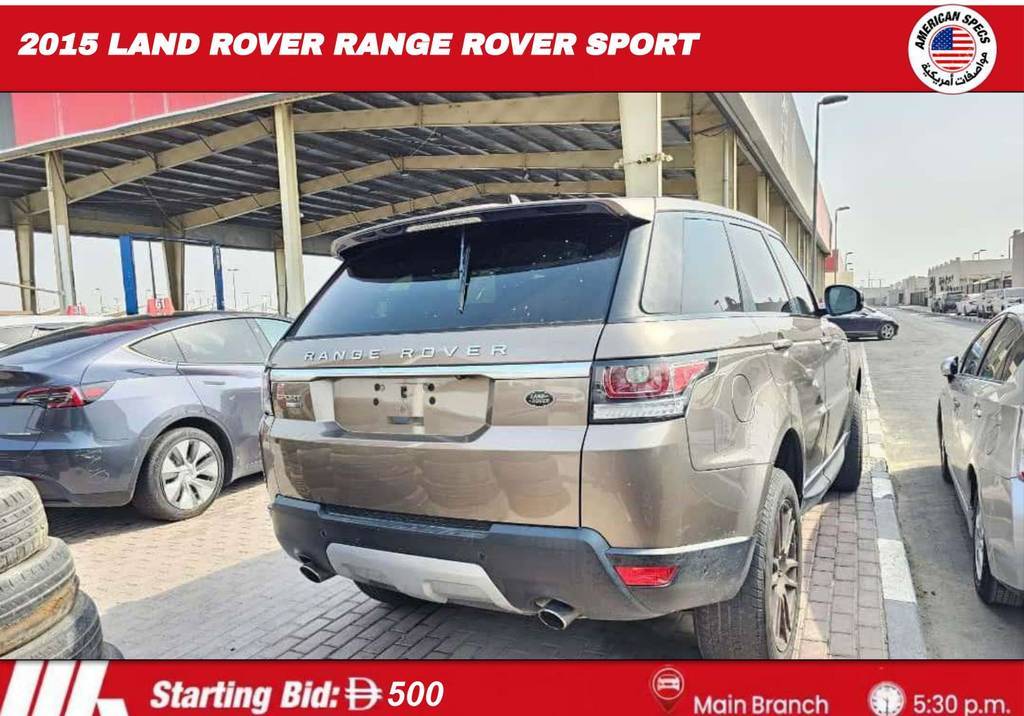 2015 LAND ROVER RANGE ROVER SPORT
AMERICAN SPECS
مواصفات أمريكية
61
RANGE ROVER
SPORT
LAND-
ROVER
Starting Bid: 500
Main Branch
5:30 p.m.